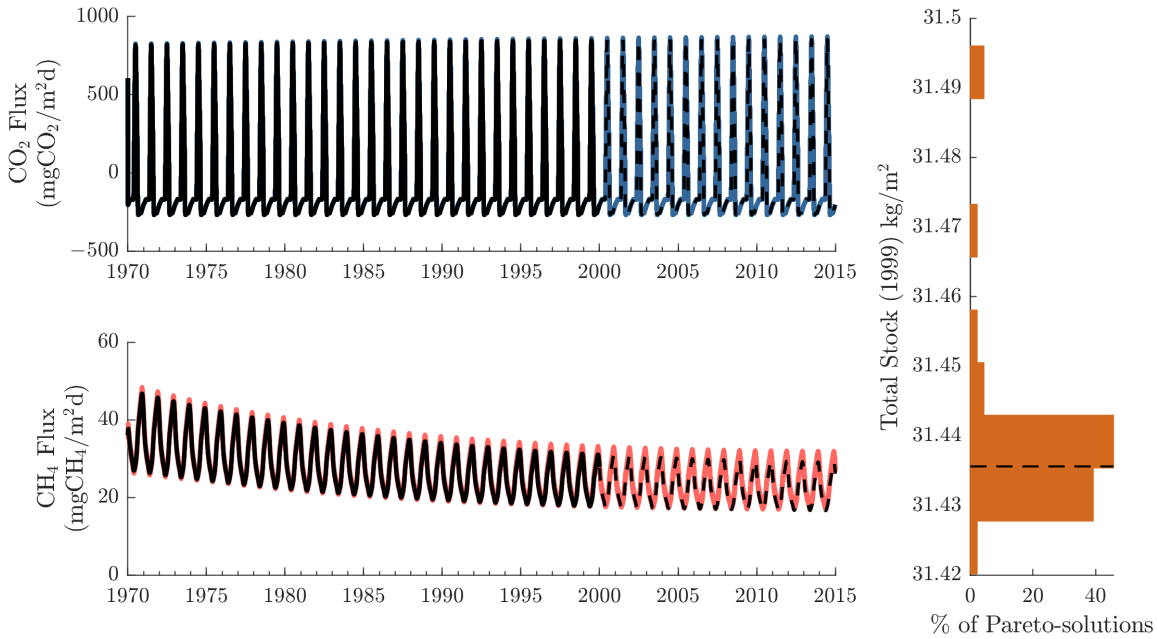 CO₂ Flux
(mgCO₂/m²d)
1000
500
0
−500
1970 1975 1980 1985 1990 1995 2000 2005 2010 2015
CH₄ Flux
(mgCH₄/m²d)
60
40
20
0
1970 1975 1980 1985 1990 1995 2000 2005 2010 2015
Total Stock (1999) kg/m²
31.5
31.49
31.48
31.47
31.46
31.45
31.44
31.43
31.42
0 20 40
% of Pareto-solutions